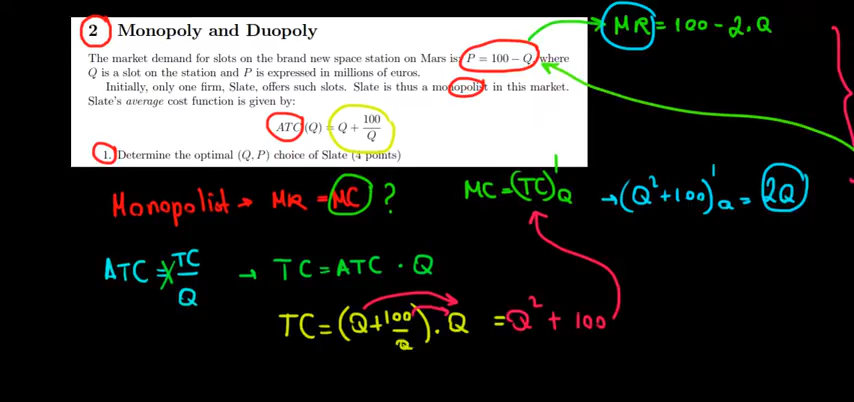 2 Monopoly and Duopoly
MR = 100 - 2.Q
The market demand for slots on the brand new space station on Mars is: P = 100 − Q, where
Q is a slot on the station and P is expressed in millions of euros.
Initially, only one firm, Slate, offers such slots. Slate is thus a monopolist in this market.
Slate's average cost function is given by:
ATC(Q) = Q + 100/Q
1. Determine the optimal (Q, P) choice of Slate (4 points)
Monopolist → MR = MC ?
MC = (TC)'Q → (Q² + 100)'Q = 2Q
ATC = TC/Q → TC = ATC · Q
TC = (Q + 100/Q) · Q = Q² + 100